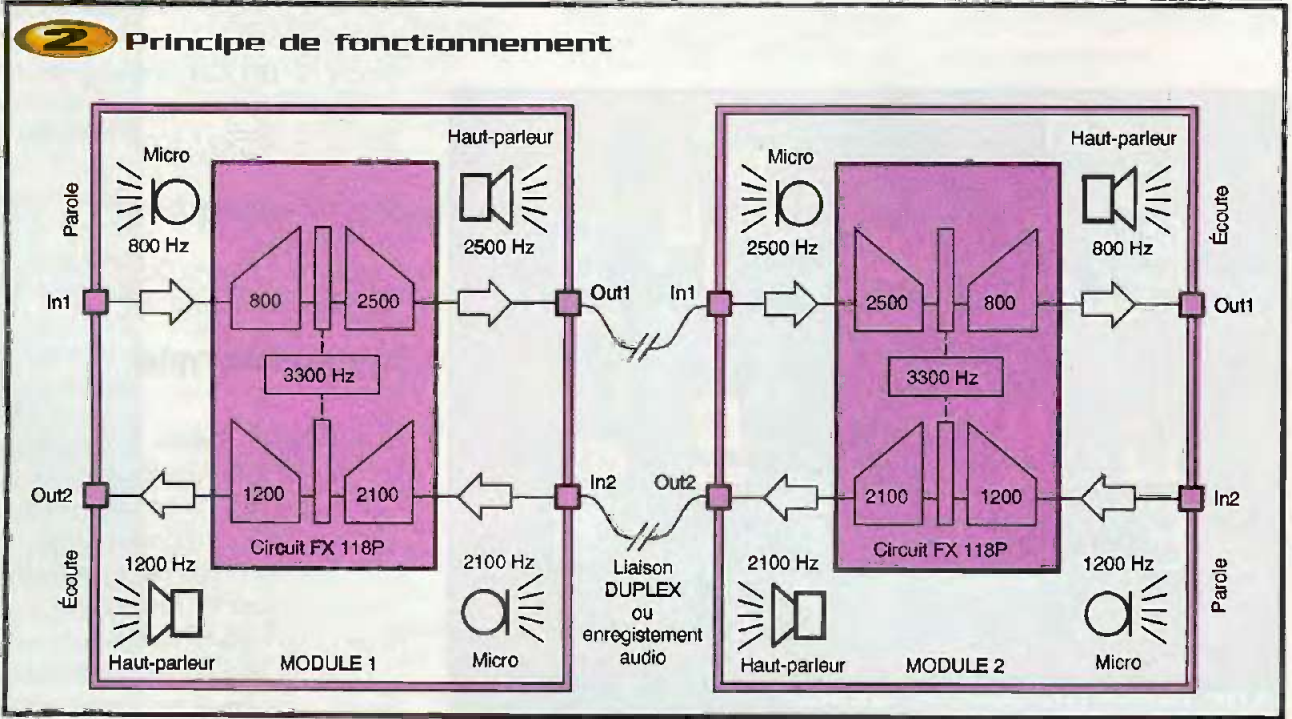 2 Principe de fonctionnement
Haut-parleur
Micro
Parole
800 Hz
2500 Hz
In1
800
2500
Out1
3300 Hz
Out2
1200
2100
In2
Circuit FX 118P
Écoute
1200 Hz
2100 Hz
Haut-parleur
MODULE 1
Micro
Liaison
DUPLEX
ou
enregistement
audio
Haut-parleur
Micro
Écoute
2500 Hz
800 Hz
In1
2500
800
Out1
3300 Hz
Out2
2100
1200
In2
Circuit FX 118P
2100 Hz
1200 Hz
Parole
Haut-parleur
MODULE 2
Micro